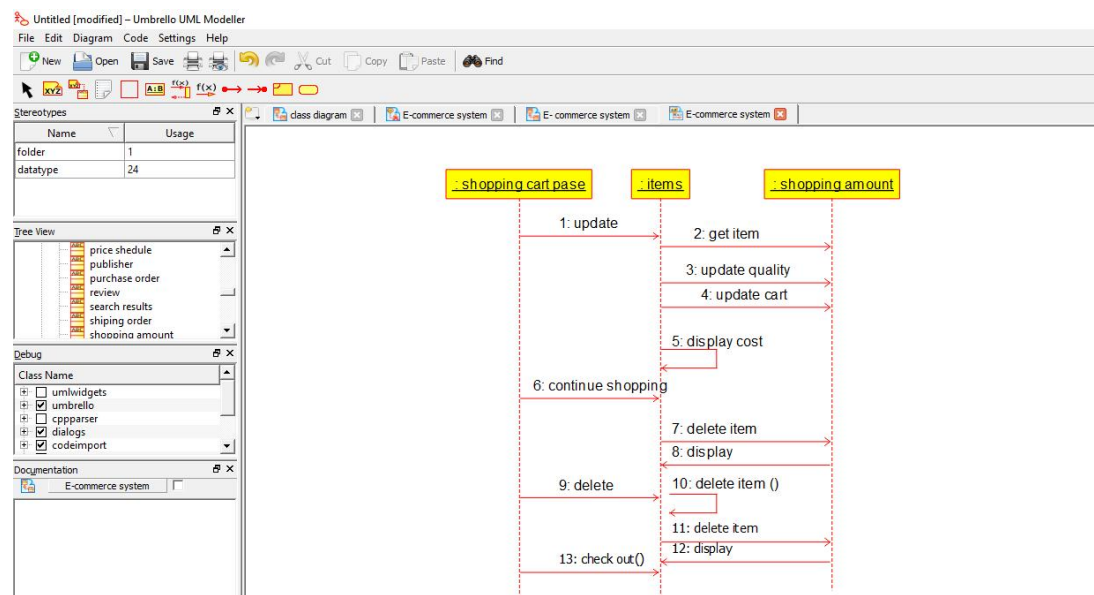 Untitled [modified] – Umbrello UML Modeller
File Edit Diagram Code Settings Help
New Open Save Cut Copy Paste Find
XYZ A:B f(x) f(x)
Stereotypes
class diagram E-commerce system E- commerce system E-commerce system
Name Usage
folder 1
datatype 24
Tree View
price shedule
publisher
purchase order
review
search results
shiping order
shopping amount
Debug
Class Name
umlwidgets
umbrello
cppparser
dialogs
codeimport
Documentation
E-commerce system
: shopping cart pase : items : shopping amount
1: update
2: get item
3: update quality
4: update cart
5: display cost
6: continue shopping
7: delete item
8: display
9: delete
10: delete item ()
11: delete item
12: display
13: check out()